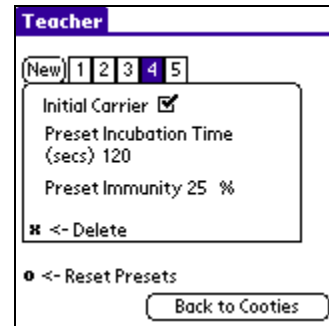 Teacher
New 1 2 3 4 5
Initial Carrier
Preset Incubation Time
(secs) 120
Preset Immunity 25 %
x <- Delete
o <- Reset Presets
Back to Cooties